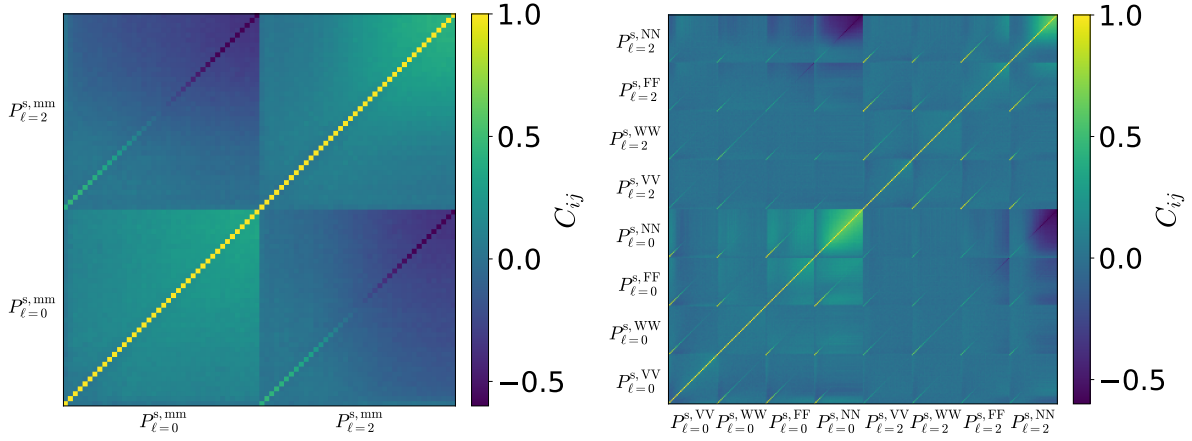 P^{s,mm}_{ℓ=2}
P^{s,mm}_{ℓ=0}
P^{s,mm}_{ℓ=0} P^{s,mm}_{ℓ=2}
1.0
0.5
0.0
−0.5
C_{ij}
P^{s,NN}_{ℓ=2}
P^{s,FF}_{ℓ=2}
P^{s,WW}_{ℓ=2}
P^{s,VV}_{ℓ=2}
P^{s,NN}_{ℓ=0}
P^{s,FF}_{ℓ=0}
P^{s,WW}_{ℓ=0}
P^{s,VV}_{ℓ=0}
P^{s,VV}_{ℓ=0} P^{s,WW}_{ℓ=0} P^{s,FF}_{ℓ=0} P^{s,NN}_{ℓ=0} P^{s,VV}_{ℓ=2} P^{s,WW}_{ℓ=2} P^{s,FF}_{ℓ=2} P^{s,NN}_{ℓ=2}
1.0
0.5
0.0
−0.5
C_{ij}